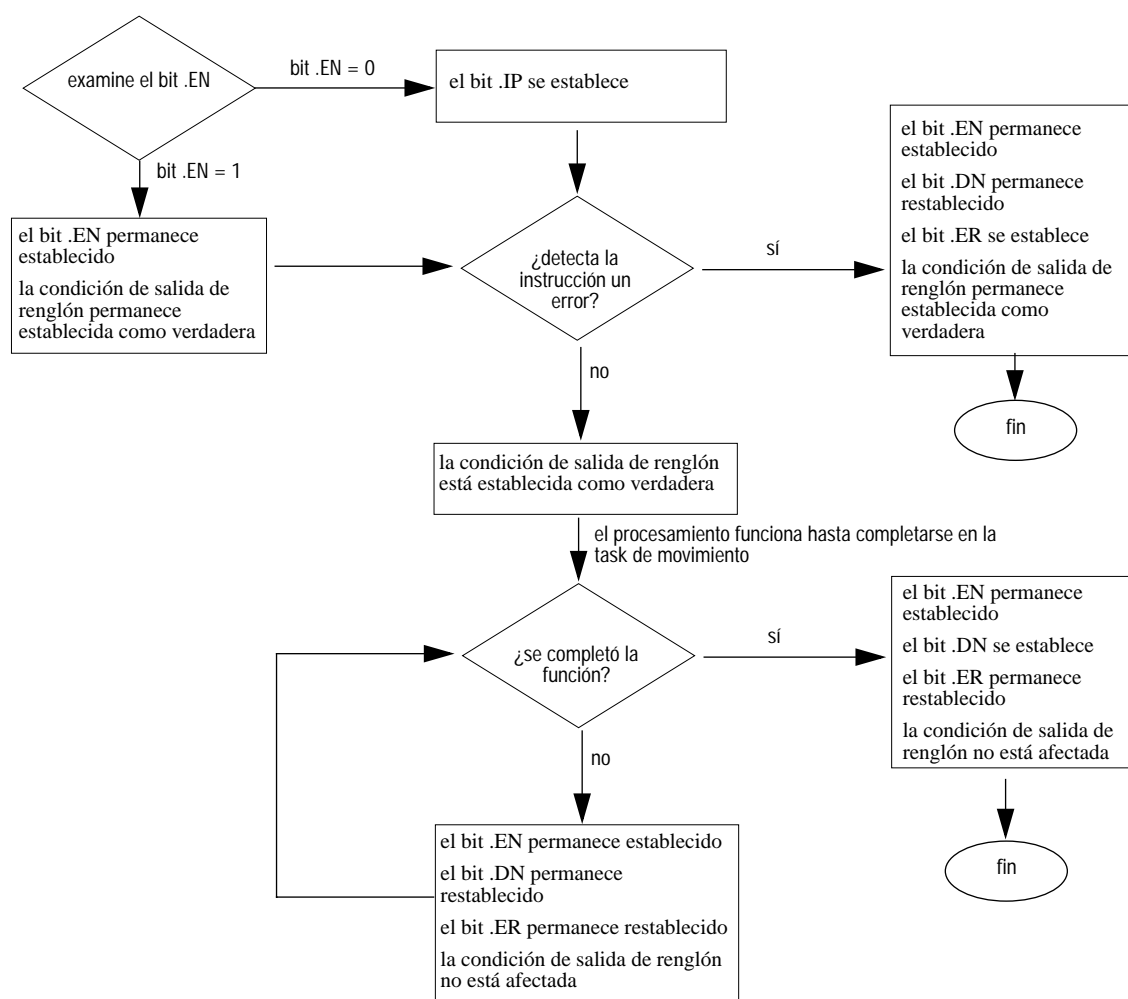 examine el bit .EN
bit .EN = 0
el bit .IP se establece
bit .EN = 1
el bit .EN permanece
establecido
la condición de salida de
renglón permanece
establecida como verdadera
¿detecta la
instrucción un
error?
sí
el bit .EN permanece
establecido
el bit .DN permanece
restablecido
el bit .ER se establece
la condición de salida de
renglón permanece
establecida como
verdadera
fin
no
la condición de salida de renglón
está establecida como verdadera
el procesamiento funciona hasta completarse en la
task de movimiento
¿se completó la
función?
sí
el bit .EN permanece
establecido
el bit .DN se establece
el bit .ER permanece
restablecido
la condición de salida de
renglón no está afectada
fin
no
el bit .EN permanece establecido
el bit .DN permanece
restablecido
el bit .ER permanece restablecido
la condición de salida de renglón
no está afectada